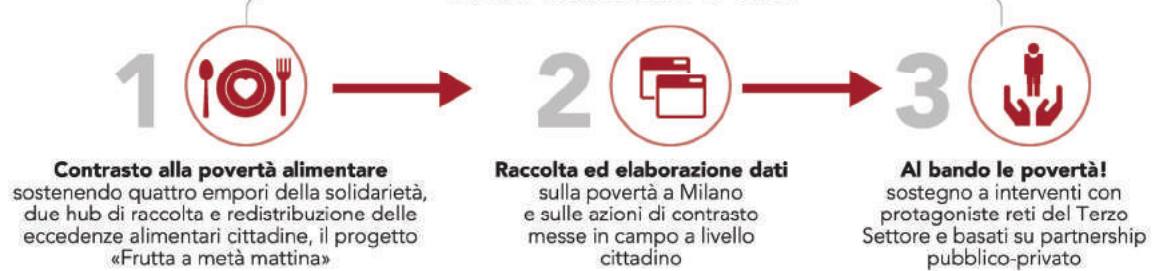 1
Contrasto alla povertà alimentare
sostenendo quattro empori della solidarietà,
due hub di raccolta e redistribuzione delle
eccedenze alimentari cittadine, il progetto
«Frutta a metà mattina»
2
Raccolta ed elaborazione dati
sulla povertà a Milano
e sulle azioni di contrasto
messe in campo a livello
cittadino
3
Al bando le povertà!
sostegno a interventi con
protagoniste reti del Terzo
Settore e basati su partnership
pubblico-privato